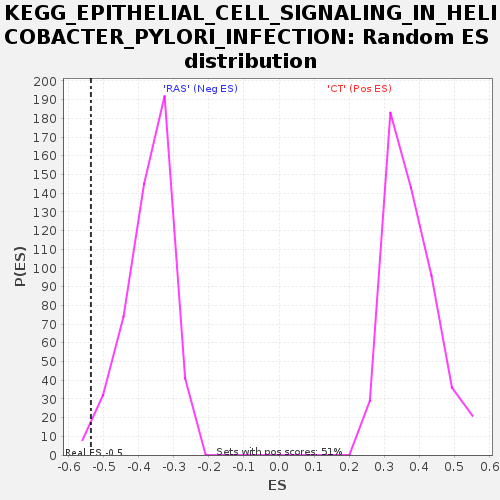 KEGG_EPITHELIAL_CELL_SIGNALING_IN_HELI
COBACTER_PYLORI_INFECTION: Random ES
distribution
'RAS' (Neg ES) 'CT' (Pos ES)
200
190
180
170
160
150
140
130
120
110
100
90
80
70
60
50
40
30
20
10
0
P(ES)
Real ES -0.5
Sets with pos scores: 51%
-0.6 -0.5 -0.4 -0.3 -0.2 -0.1 0.0 0.1 0.2 0.3 0.4 0.5 0.6
ES